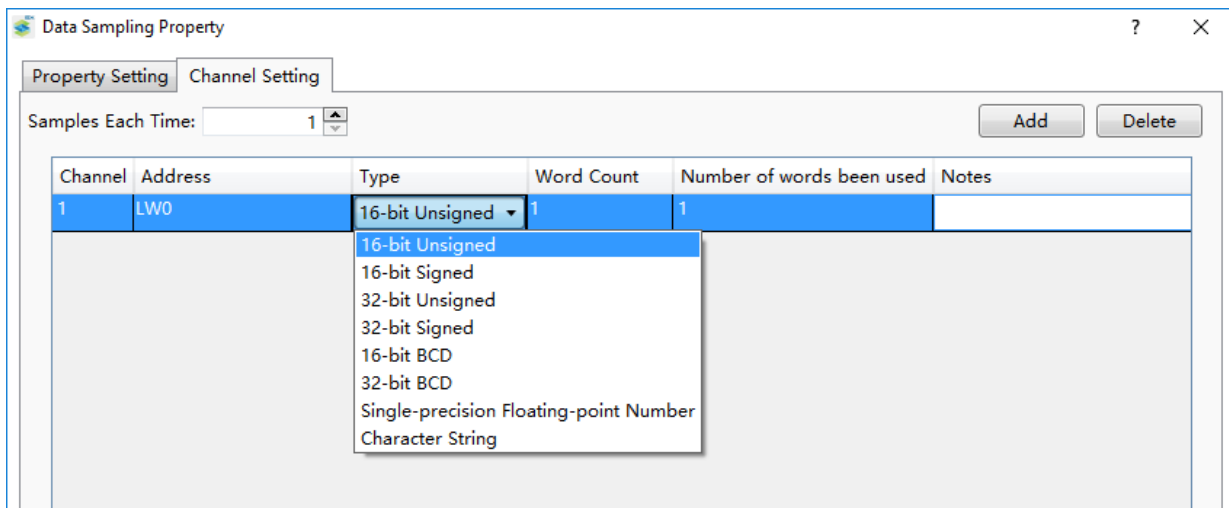 Data Sampling Property
?
Property Setting
Channel Setting
Samples Each Time:
1
Add
Delete
Channel Address Type Word Count Number of words been used Notes
1 LW0 16-bit Unsigned 1 1
16-bit Unsigned
16-bit Signed
32-bit Unsigned
32-bit Signed
16-bit BCD
32-bit BCD
Single-precision Floating-point Number
Character String